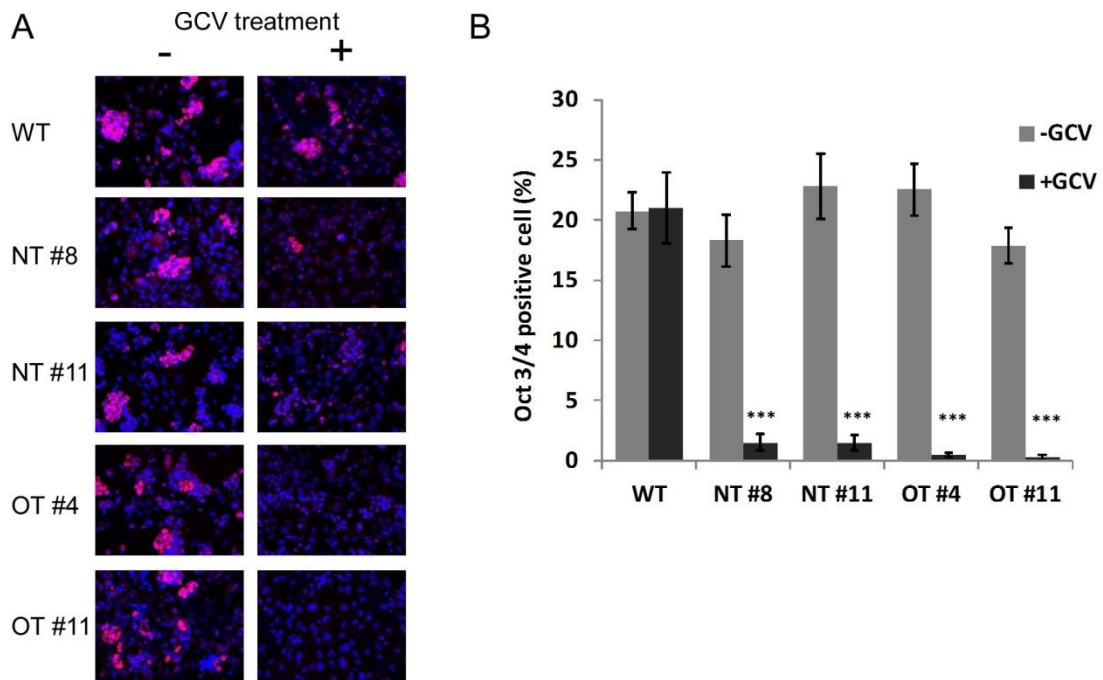 A
GCV treatment
- +
WT
NT #8
NT #11
OT #4
OT #11
B
Oct 3/4 positive cell (%)
30
25
20
15
10
5
0
-GCV
+GCV
*** *** *** ***
WT NT #8 NT #11 OT #4 OT #11